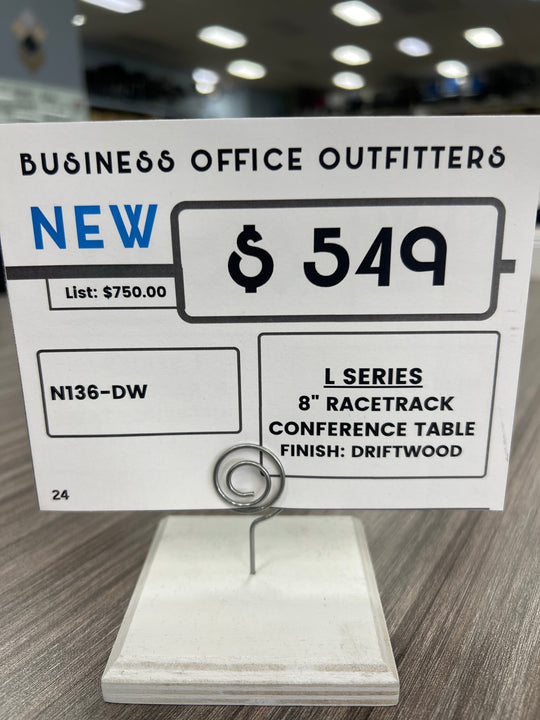 BUSINESS OFFICE OUTFITTERS
NEW
$ 549
List: $750.00
N136-DW
L SERIES
8" RACETRACK
CONFERENCE TABLE
FINISH: DRIFTWOOD
24